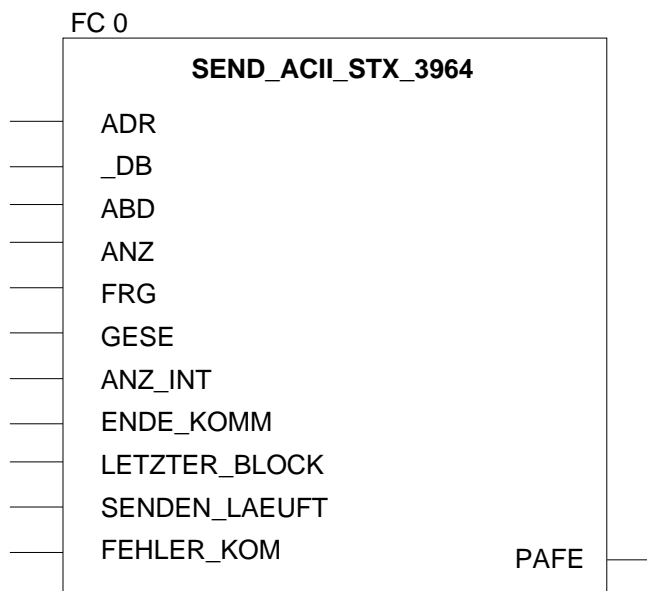 FC 0
SEND_ACII_STX_3964
ADR
_DB
ABD
ANZ
FRG
GESE
ANZ_INT
ENDE_KOMM
LETZTER_BLOCK
SENDEN_LAEUFT
FEHLER_KOM
PAFE